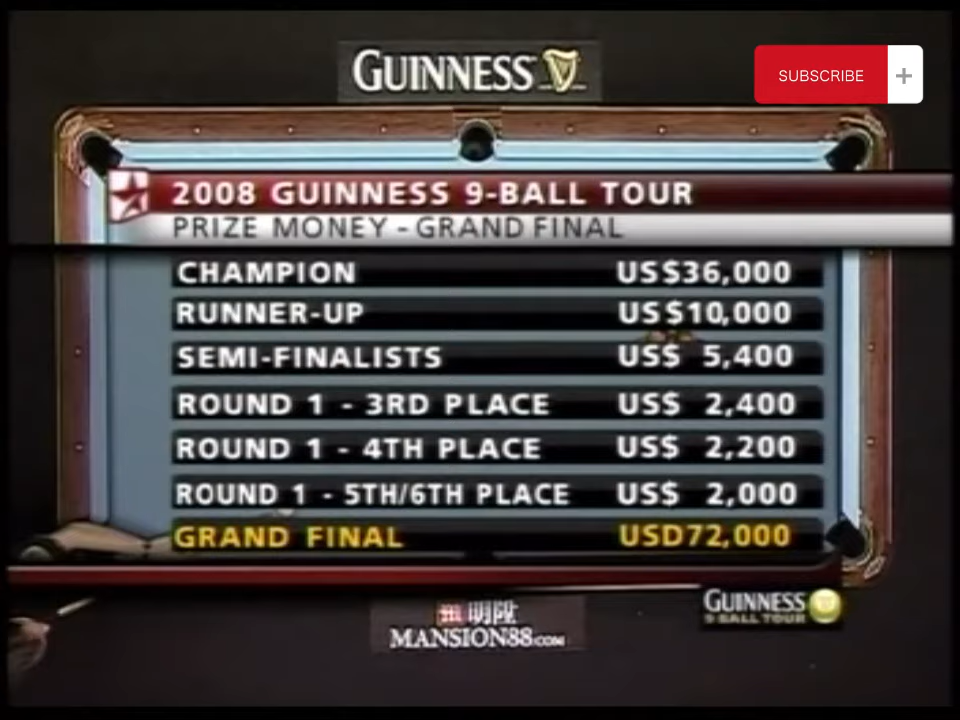 GUINNESS
SUBSCRIBE +
2008 GUINNESS 9-BALL TOUR
PRIZE MONEY - GRAND FINAL
CHAMPION US$36,000
RUNNER-UP US$10,000
SEMI-FINALISTS US$ 5,400
ROUND 1 - 3RD PLACE US$ 2,400
ROUND 1 - 4TH PLACE US$ 2,200
ROUND 1 - 5TH/6TH PLACE US$ 2,000
GRAND FINAL USD72,000
GUINNESS
9-BALL TOUR
明陞
MANSION88.COM